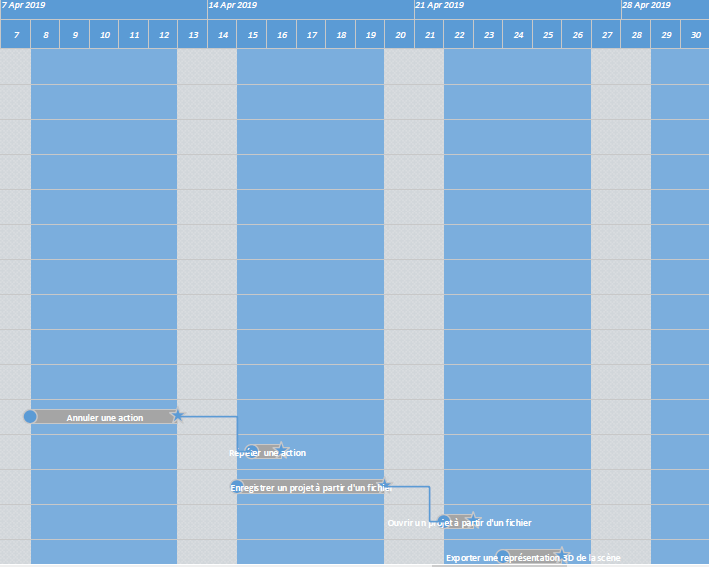 7 Apr 2019 14 Apr 2019 21 Apr 2019 28 Apr 2019
7 8 9 10 11 12 13 14 15 16 17 18 19 20 21 22 23 24 25 26 27 28 29 30
Annuler une action
Répéter une action
Enregistrer un projet à partir d'un fichier
Ouvrir un projet à partir d'un fichier
Exporter une représentation 3D de la scène